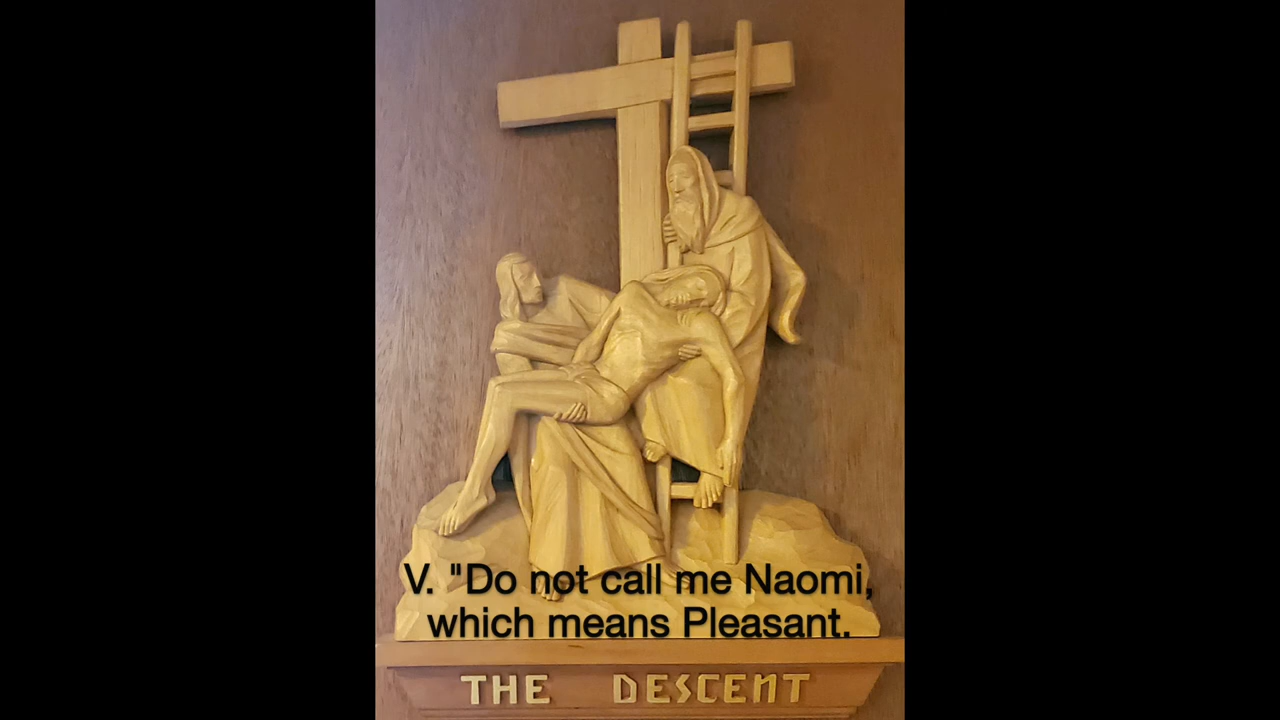 V. "Do not call me Naomi,
which means Pleasant.
THE DESCENT